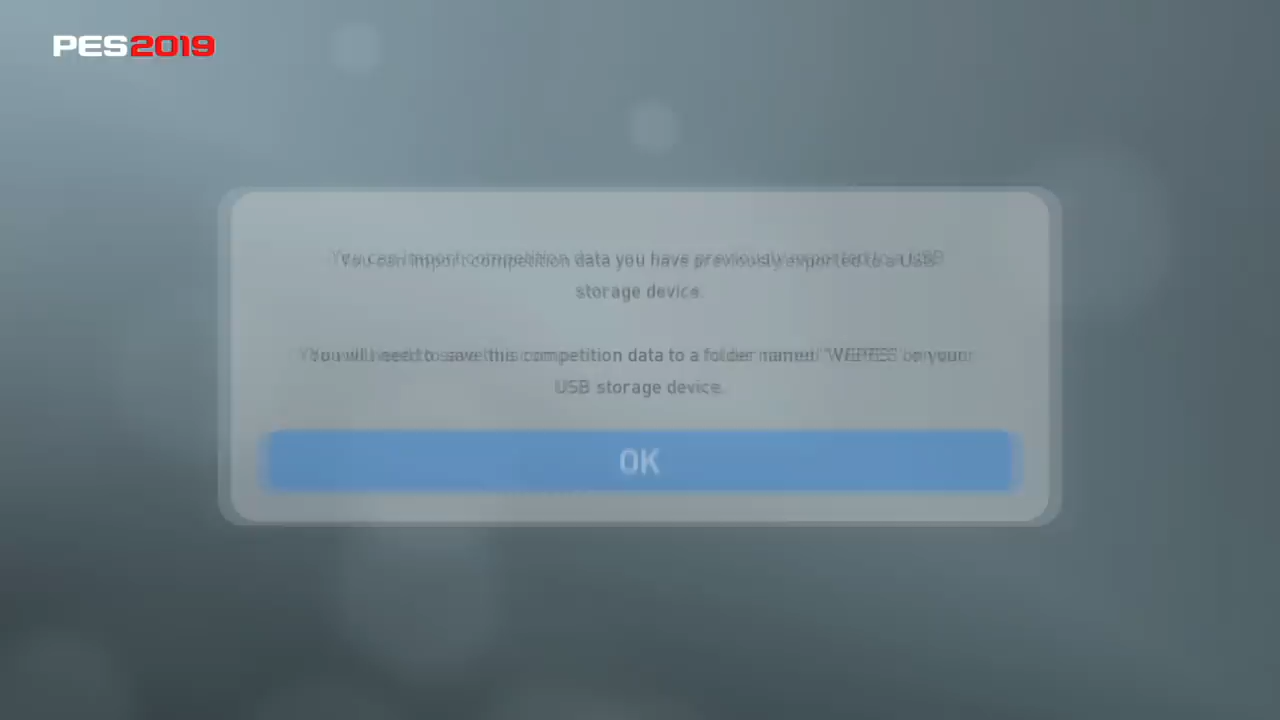 PES2019
You can import competition data you have previously exported to a USB
storage device.
You will need to save this competition data to a folder named "WEPES" on your
USB storage device.
OK